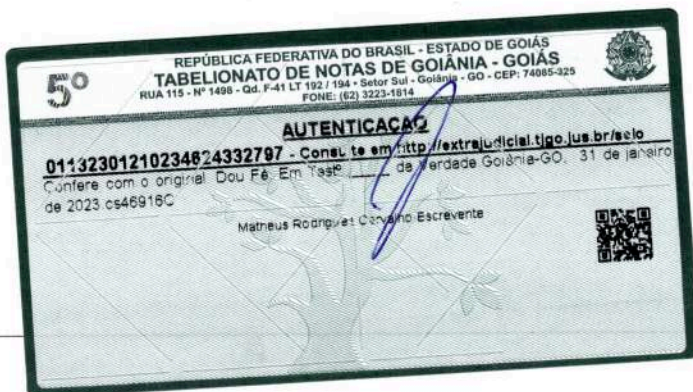 5º
REPÚBLICA FEDERATIVA DO BRASIL - ESTADO DE GOIÁS
TABELIONATO DE NOTAS DE GOIÂNIA - GOIÁS
RUA 115 - Nº 1498 - Qd. F-41 LT 192 / 194 - Setor Sul - Goiânia - GO - CEP: 74085-325
FONE: (62) 3223-1814
AUTENTICAÇAO
01132301210234624332797 - Consulte em http://extrajudicial.tjgo.jus.br/selo
Confere com o original. Dou Fé. Em Testº ____ da Verdade Goiânia-GO, 31 de janeiro
de 2023 cs46916C
Matheus Rodrigues Carvalho Escrevente